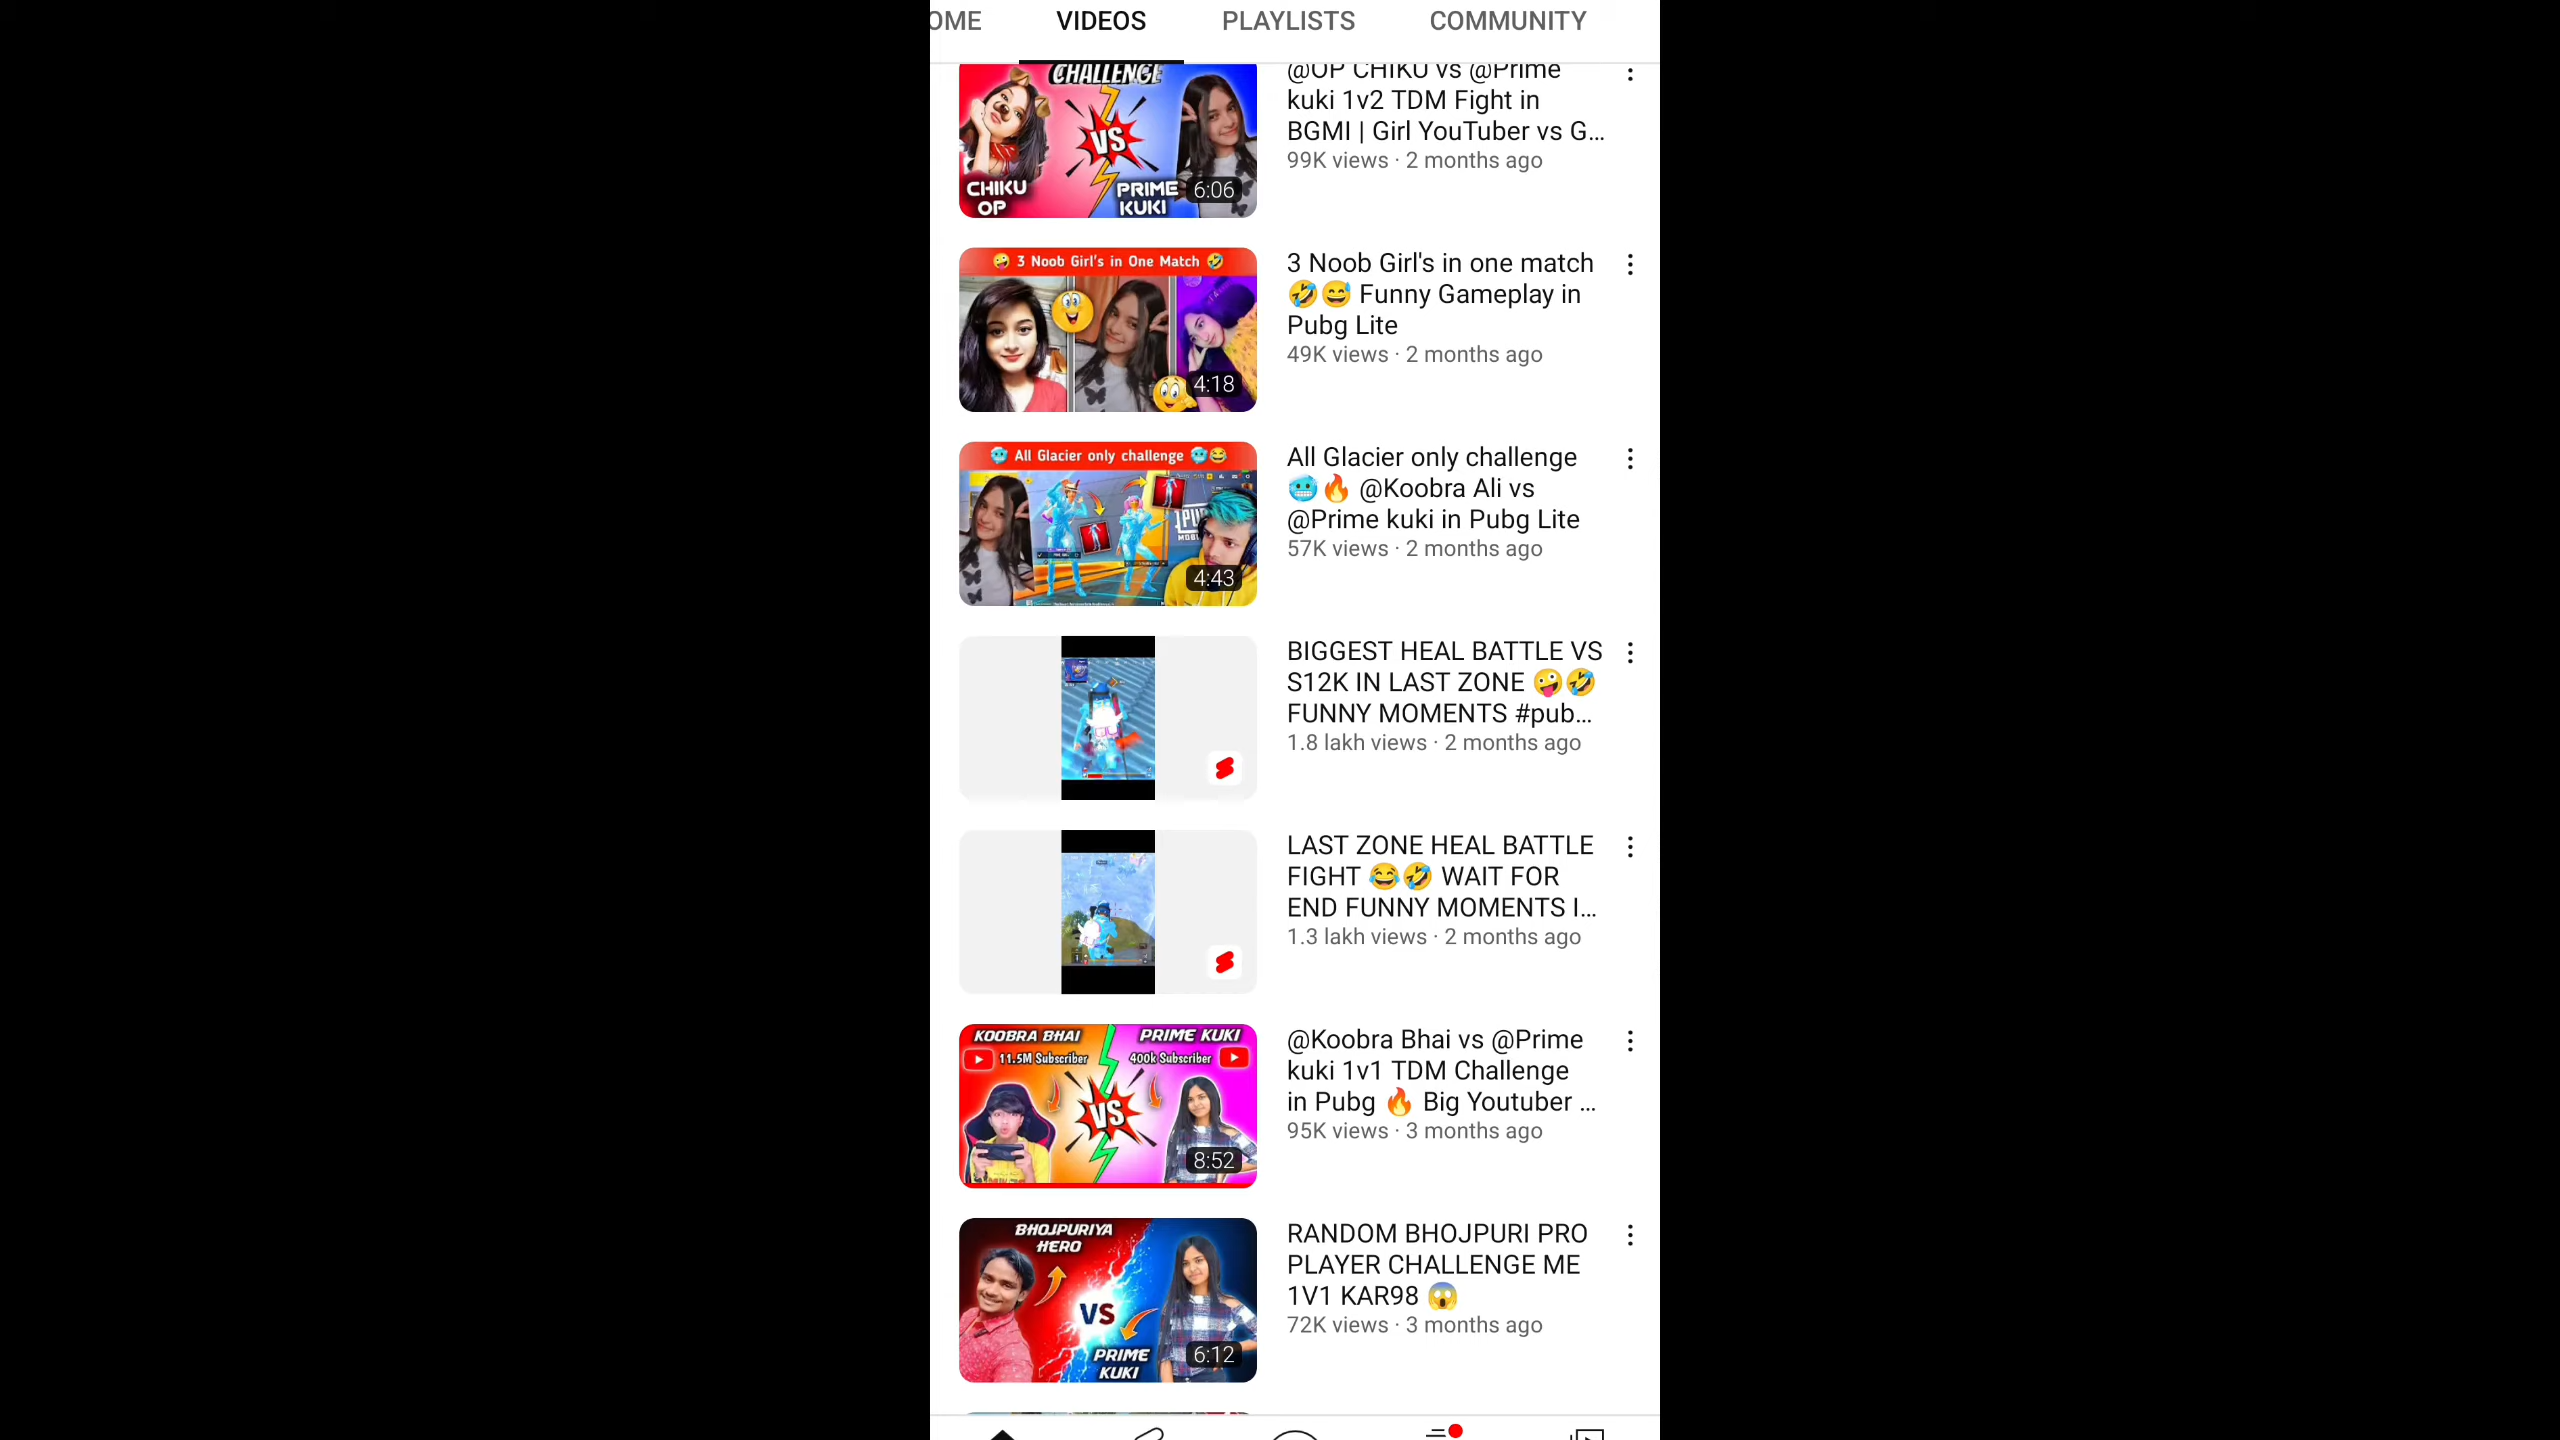 OME VIDEOS PLAYLISTS COMMUNITY
CHALLENGE
VS
CHIKU
OP
PRIME
KUKI
6:06
@OP CHIKU vs @Prime
kuki 1v2 TDM Fight in
BGMI | Girl YouTuber vs G...
99K views · 2 months ago
🤪 3 Noob Girl's in One Match 🤣
4:18
3 Noob Girl's in one match
🤣😅 Funny Gameplay in
Pubg Lite
49K views · 2 months ago
🥶 All Glacier only challenge 🥶😂
4:43
All Glacier only challenge
🥶🔥 @Koobra Ali vs
@Prime kuki in Pubg Lite
57K views · 2 months ago
BIGGEST HEAL BATTLE VS
S12K IN LAST ZONE 🤪🤣
FUNNY MOMENTS #pub...
1.8 lakh views · 2 months ago
LAST ZONE HEAL BATTLE
FIGHT 😂🤣 WAIT FOR
END FUNNY MOMENTS I...
1.3 lakh views · 2 months ago
KOOBRA BHAI PRIME KUKI
11.5M Subscriber 400k Subscriber
VS
8:52
@Koobra Bhai vs @Prime
kuki 1v1 TDM Challenge
in Pubg 🔥 Big Youtuber ...
95K views · 3 months ago
BHOJPURIYA
HERO
VS
PRIME
KUKI
6:12
RANDOM BHOJPURI PRO
PLAYER CHALLENGE ME
1V1 KAR98 😱
72K views · 3 months ago